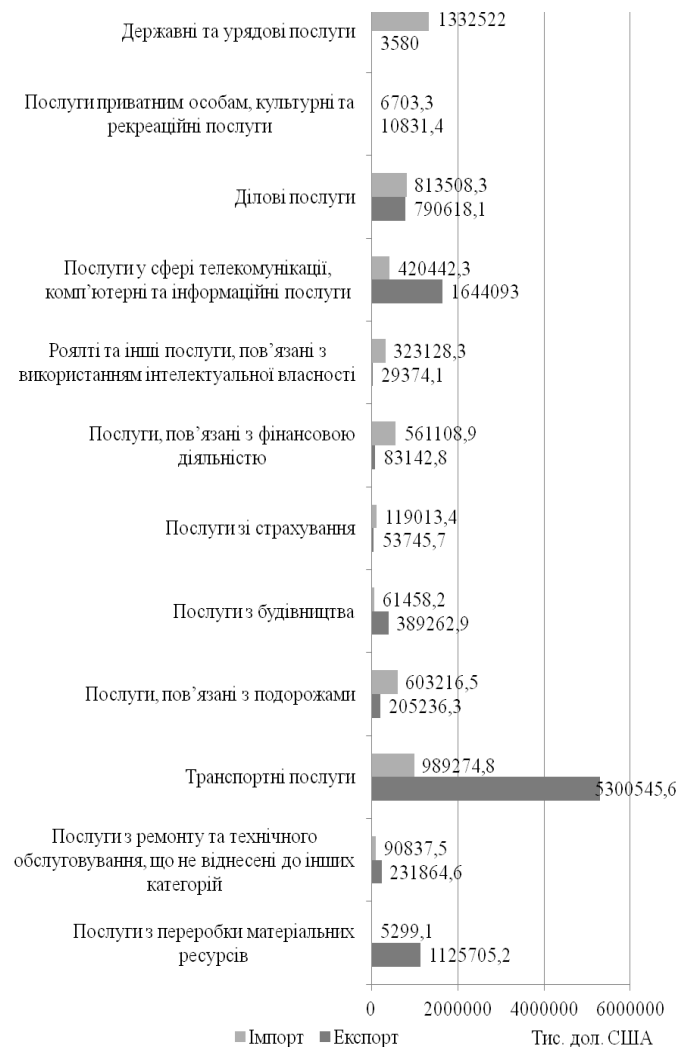 Державні та урядові послуги
1332522
3580
Послуги приватним особам, культурні та
рекреаційні послуги
6703,3
10831,4
Ділові послуги
813508,3
790618,1
Послуги у сфері телекомунікації,
комп’ютерні та інформаційні послуги
420442,3
1644093
Роялті та інші послуги, пов’язані з
використанням інтелектуальної власності
323128,3
29374,1
Послуги, пов’язані з фінансовою
діяльністю
561108,9
83142,8
Послуги зі страхування
119013,4
53745,7
Послуги з будівництва
61458,2
389262,9
Послуги, пов’язані з подорожами
603216,5
205236,3
Транспортні послуги
989274,8
5300545,6
Послуги з ремонту та технічного
обслуговування, що не віднесені до інших
категорій
90837,5
231864,6
Послуги з переробки матеріальних
ресурсів
5299,1
1125705,2
0 2000000 4000000 6000000
Імпорт Експорт Тис. дол. США